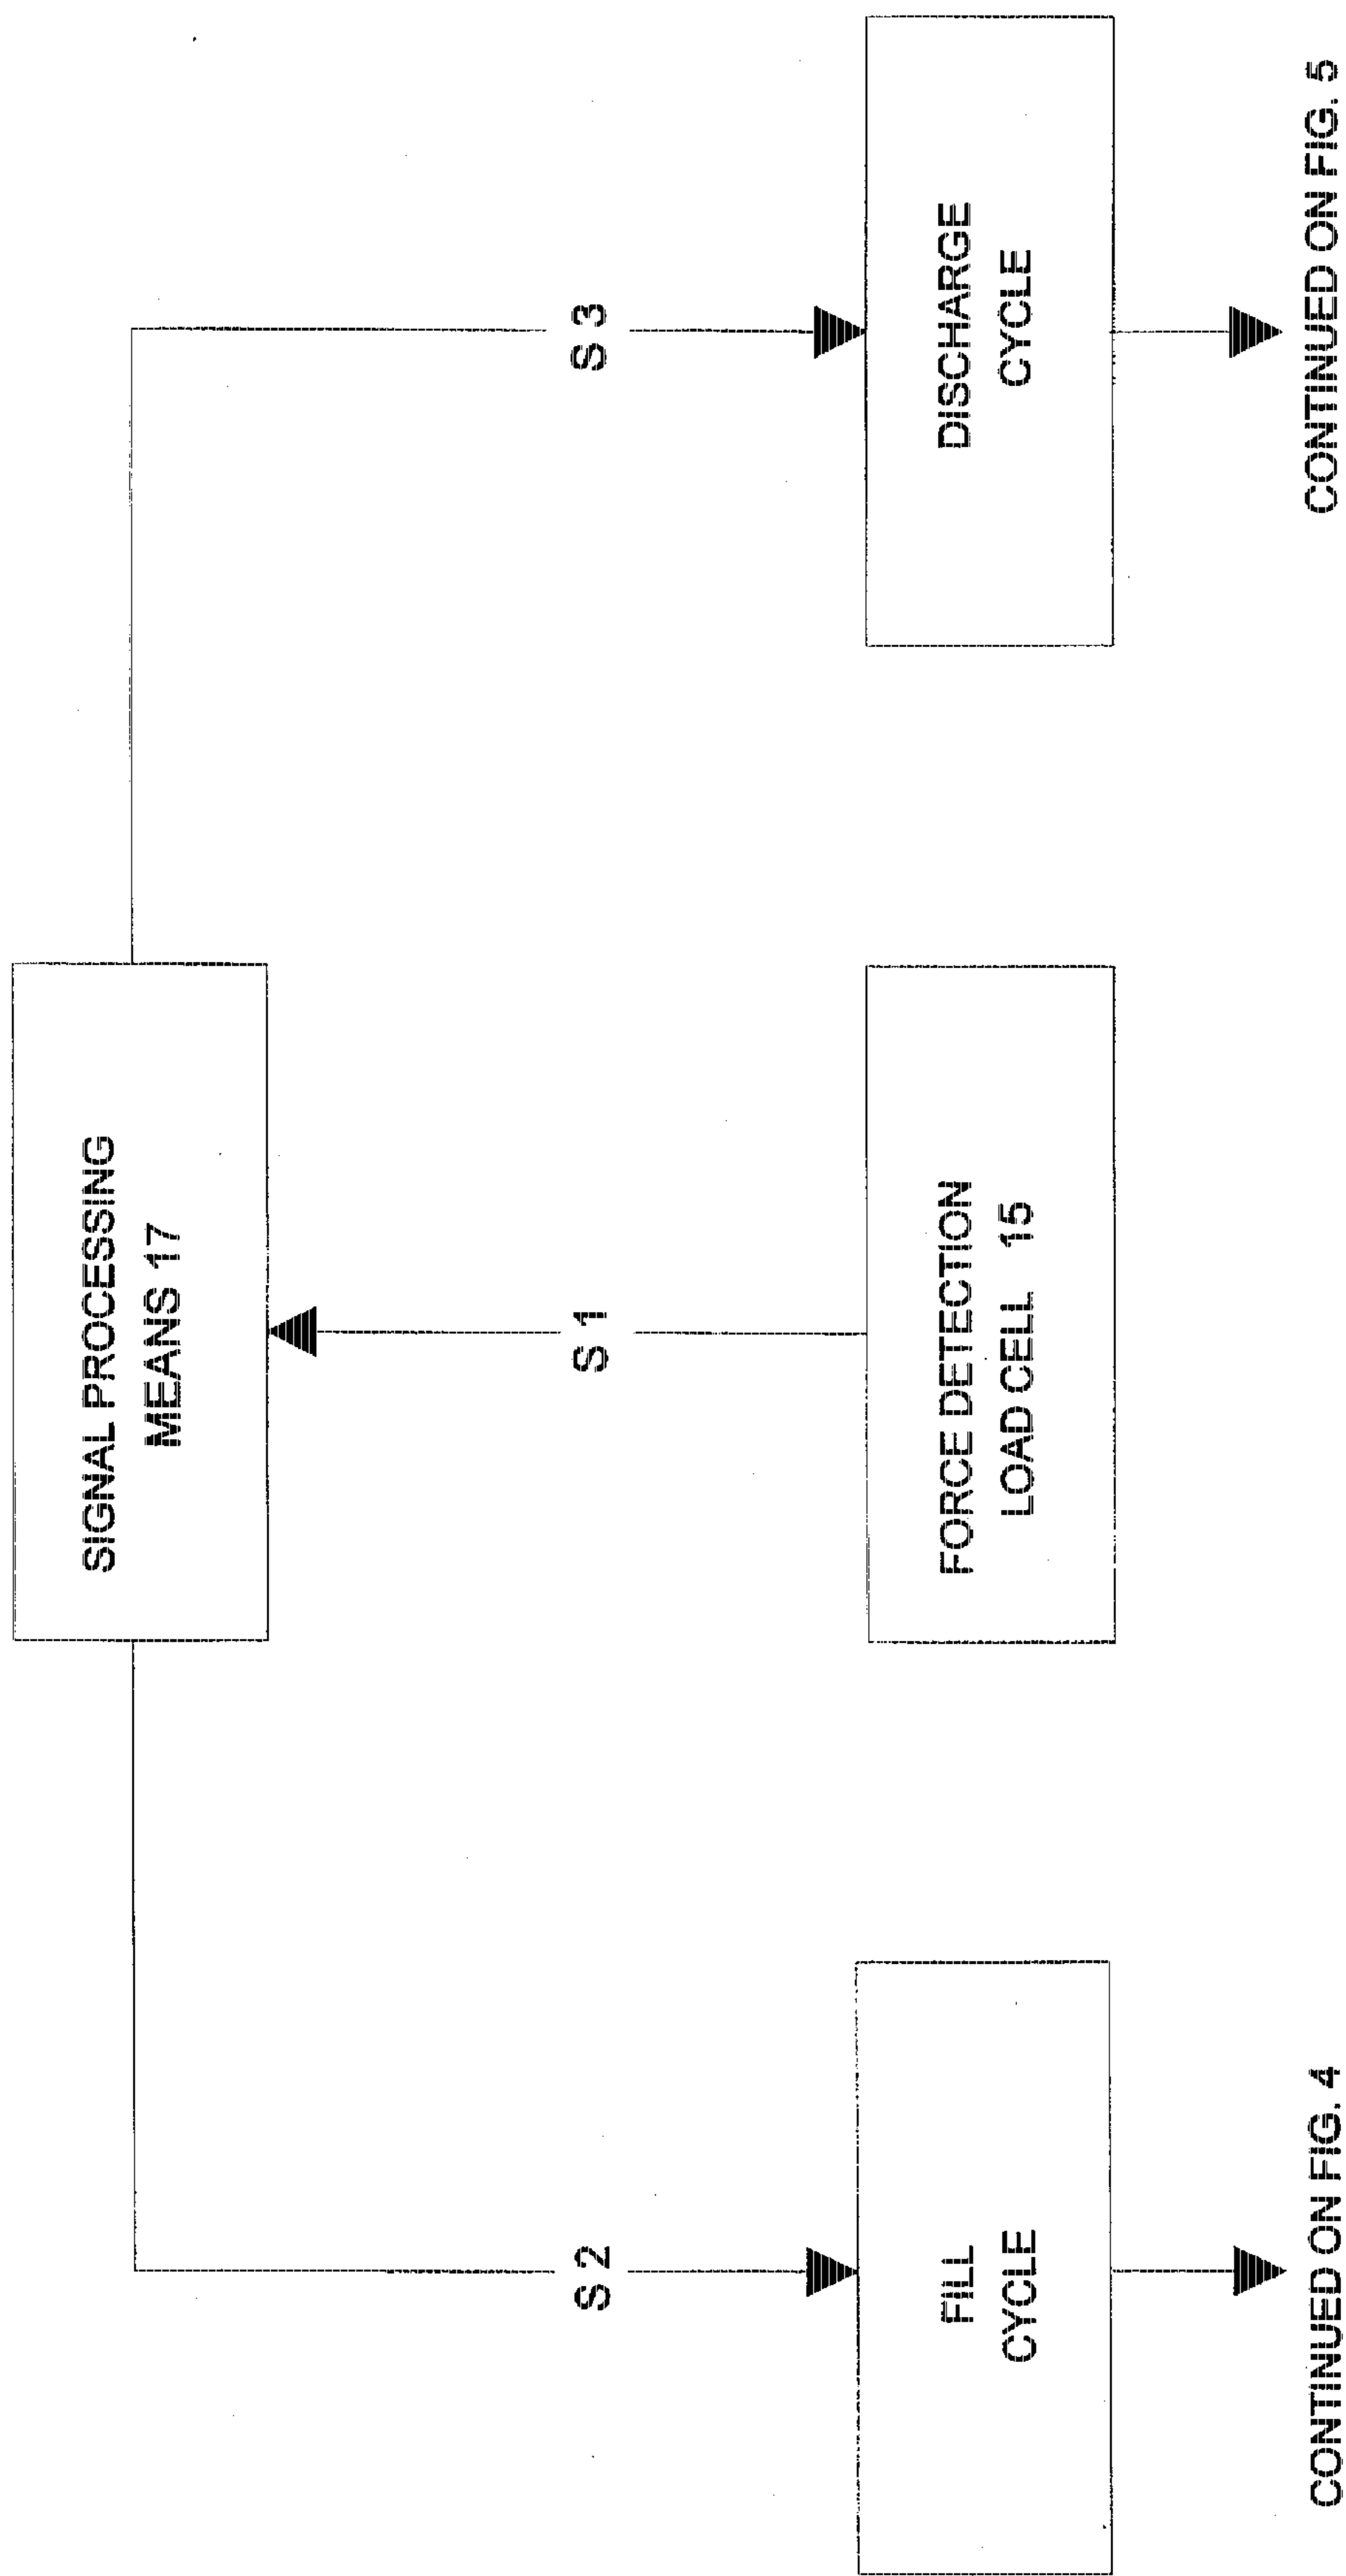 SIGNAL PROCESSING
MEANS 17
S 2
S 1
S 3
FILL
CYCLE
FORCE DETECTION
LOAD CELL 15
DISCHARGE
CYCLE
CONTINUED ON FIG. 4
CONTINUED ON FIG. 5